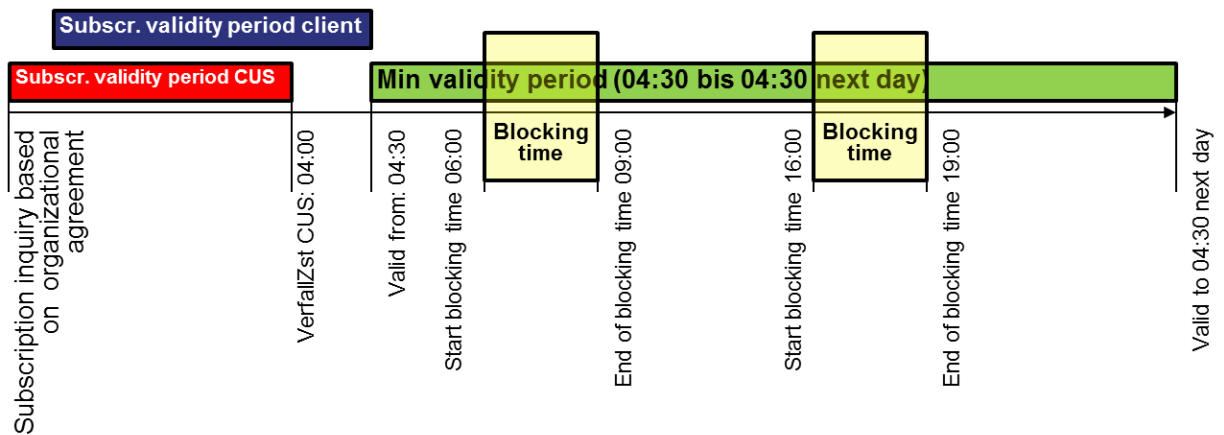 Subscr. validity period client
Subscr. validity period CUS
Min validity period (04:30 bis 04:30 next day)
Blocking
time
Blocking
time
Subscription inquiry based
on organizational
agreement
VerfallZst CUS: 04:00
Valid from: 04:30
Start blocking time 06:00
End of blocking time 09:00
Start blocking time 16:00
End of blocking time 19:00
Valid to 04:30 next day